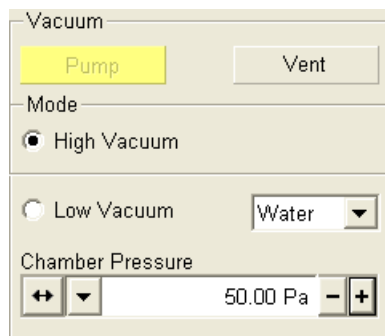 Vacuum
Pump Vent
Mode
High Vacuum
Low Vacuum Water
Chamber Pressure
50.00 Pa - +